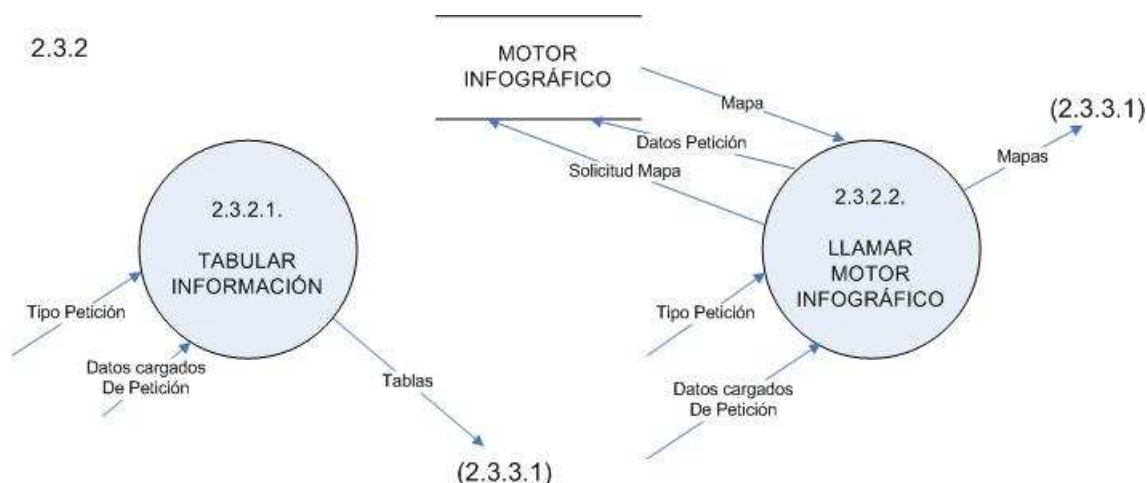 2.3.2
MOTOR
INFOGRÁFICO
Mapa
(2.3.3.1)
Datos Petición
Mapas
Solicitud Mapa
2.3.2.1.
TABULAR
INFORMACIÓN
2.3.2.2.
LLAMAR
MOTOR
INFOGRÁFICO
Tipo Petición
Tipo Petición
Datos cargados
De Petición
Tablas
Datos cargados
De Petición
(2.3.3.1)